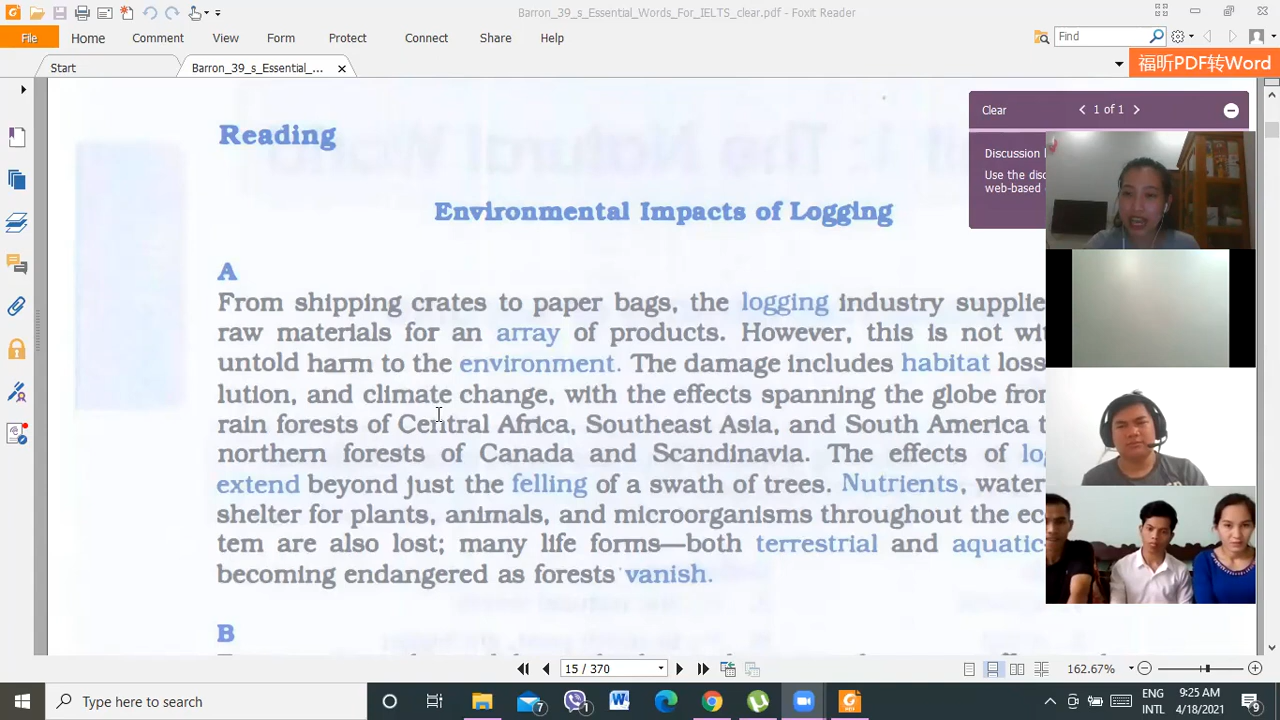 Barron_39_s_Essential_Words_For_IELTS_clear.pdf - Foxit Reader
File Home Comment View Form Protect Connect Share Help Find
Start Barron_39_s_Essential_... 福昕PDF转Word
Clear 1 of 1
Discussion
Use the disc
web-based
Reading
Environmental Impacts of Logging
A
From shipping crates to paper bags, the logging industry supplie
raw materials for an array of products. However, this is not wit
untold harm to the environment. The damage includes habitat loss
lution, and climate change, with the effects spanning the globe from
rain forests of Central Africa, Southeast Asia, and South America t
northern forests of Canada and Scandinavia. The effects of log
extend beyond just the felling of a swath of trees. Nutrients, water
shelter for plants, animals, and microorganisms throughout the ec
tem are also lost; many life forms—both terrestrial and aquatic
becoming endangered as forests vanish.
B
15 / 370 162.67%
Type here to search 7 1 ENG 9:25 AM
INTL 4/18/2021 9